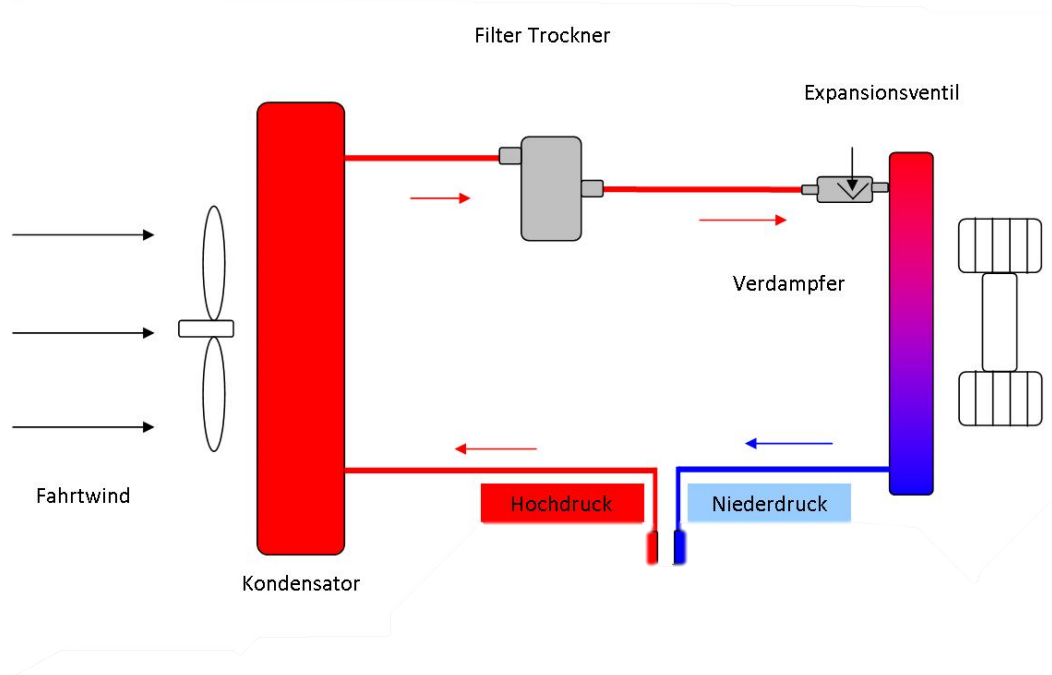 Filter Trockner
Expansionsventil
Verdampfer
Fahrtwind
Hochdruck
Niederdruck
Kondensator